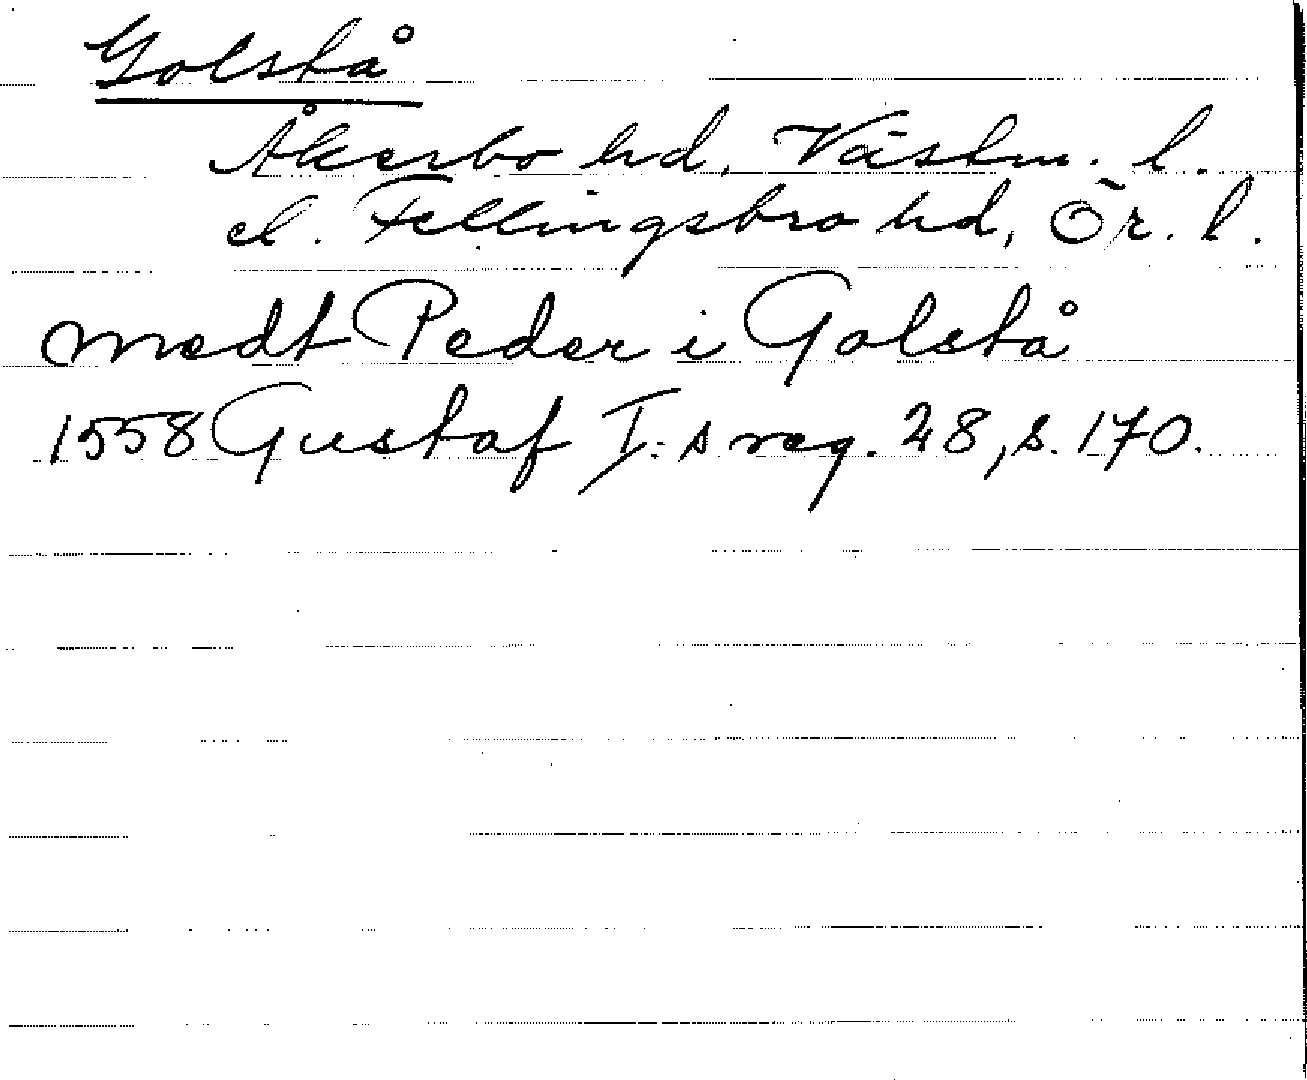 Golstå
Åkerbo hd, Västm. l.
el. Fellingsbro hd, Ör. l.
medt Peder i Golstå
1558 Gustaf I:s reg. 28, s. 170.